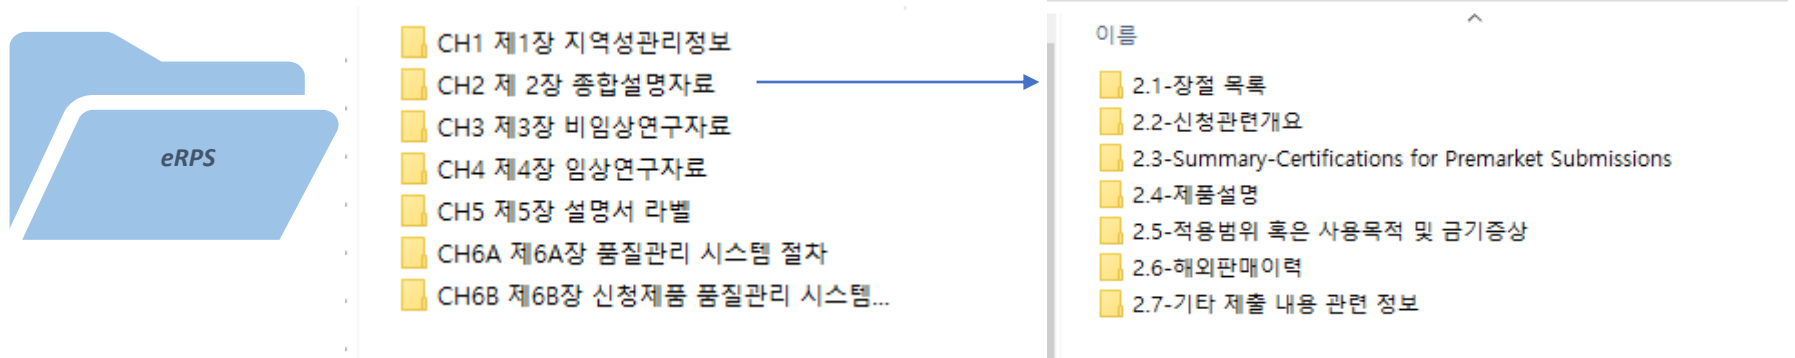 eRPS
CH1 제1장 지역성관리정보
CH2 제 2장 종합설명자료
CH3 제3장 비임상연구자료
CH4 제4장 임상연구자료
CH5 제5장 설명서 라벨
CH6A 제6A장 품질관리 시스템 절차
CH6B 제6B장 신청제품 품질관리 시스템...
이름
2.1-장절 목록
2.2-신청관련개요
2.3-Summary-Certifications for Premarket Submissions
2.4-제품설명
2.5-적용범위 혹은 사용목적 및 금기증상
2.6-해외판매이력
2.7-기타 제출 내용 관련 정보